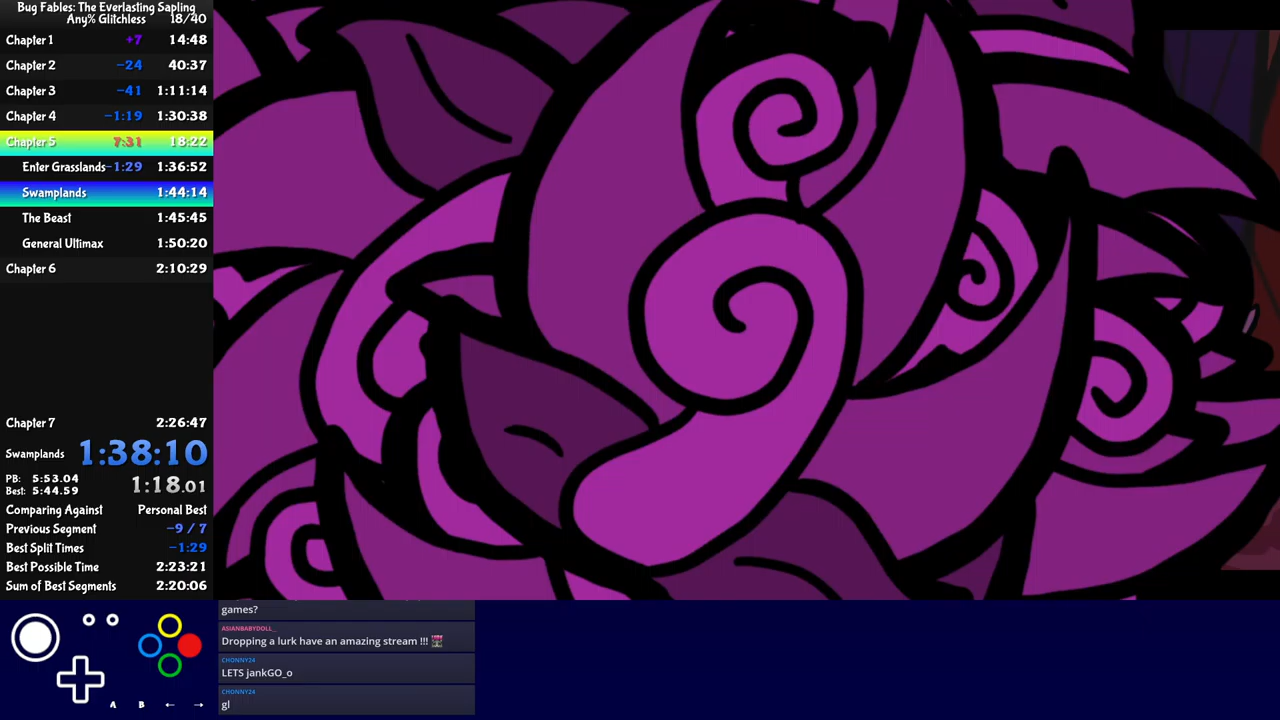 Bug Fables: The Everlasting Sapling
Any% Glitchless 18/40
Chapter 1 +7 14:48
Chapter 2 -24 40:37
Chapter 3 -41 1:11:14
Chapter 4 -1:19 1:30:38
Chapter 5 7:31 18:22
Enter Grasslands -1:29 1:36:52
Swamplands 1:44:14
The Beast 1:45:45
General Ultimax 1:50:20
Chapter 6 2:10:29
Chapter 7 2:26:47
Swamplands 1:38:10
PB: 5:53.04
Best: 5:44.59 1:18.01
Comparing Against Personal Best
Previous Segment -9 / 7
Best Split Times -1:29
Best Possible Time 2:23:21
Sum of Best Segments 2:20:06
A B ← →
games?
ASIANBABYDOLL__
Dropping a lurk have an amazing stream !!!
CHONNY24
LETS jankGO_o
CHONNY24
gl